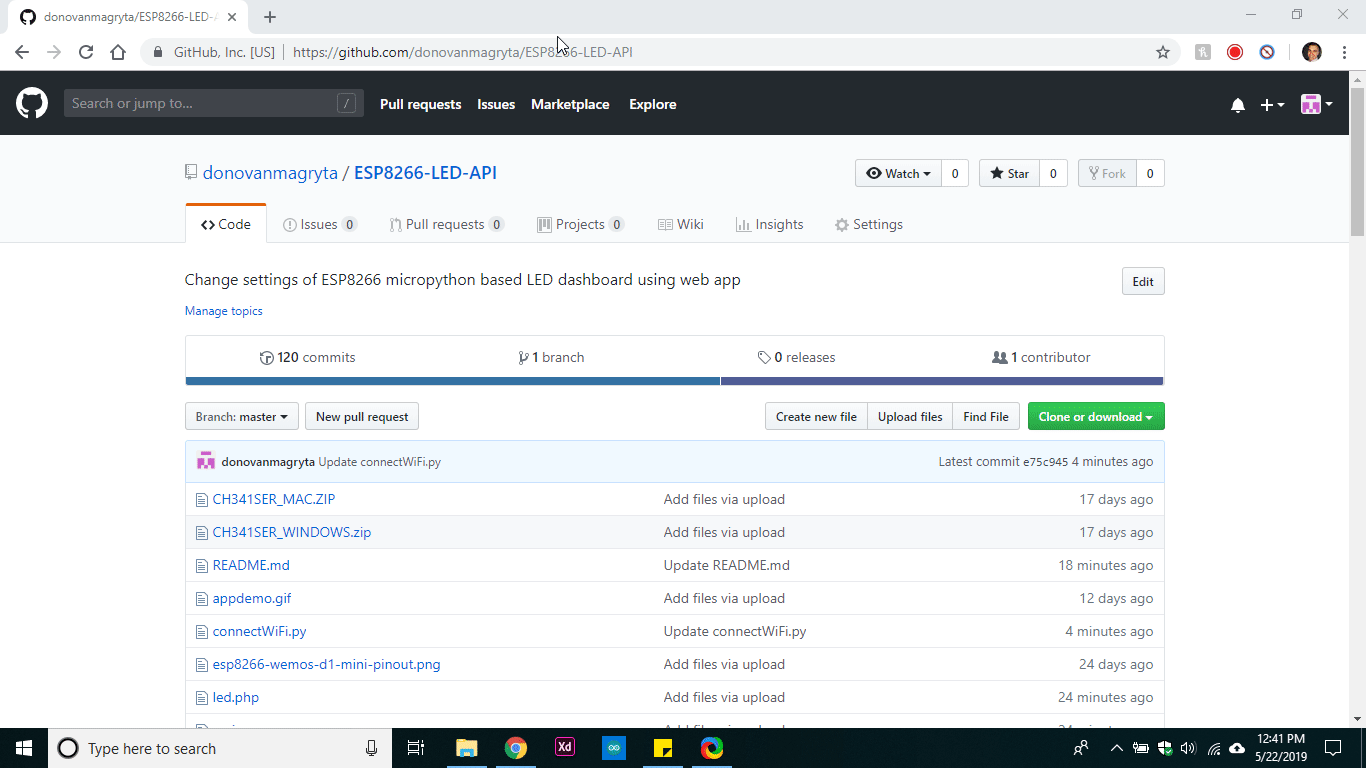 donovanmagryta/ESP8266-LED-A
GitHub, Inc. [US] https://github.com/donovanmagryta/ESP8266-LED-API
Search or jump to... / Pull requests Issues Marketplace Explore
donovanmagryta / ESP8266-LED-API Watch 0 Star 0 Fork 0
Code Issues 0 Pull requests 0 Projects 0 Wiki Insights Settings
Change settings of ESP8266 micropython based LED dashboard using web app Edit
Manage topics
120 commits 1 branch 0 releases 1 contributor
Branch: master New pull request Create new file Upload files Find File Clone or download
donovanmagryta Update connectWiFi.py Latest commit e75c945 4 minutes ago
CH341SER_MAC.ZIP Add files via upload 17 days ago
CH341SER_WINDOWS.zip Add files via upload 17 days ago
README.md Update README.md 18 minutes ago
appdemo.gif Add files via upload 12 days ago
connectWiFi.py Update connectWiFi.py 4 minutes ago
esp8266-wemos-d1-mini-pinout.png Add files via upload 24 days ago
led.php Add files via upload 24 minutes ago
Type here to search Xd 12:41 PM
5/22/2019